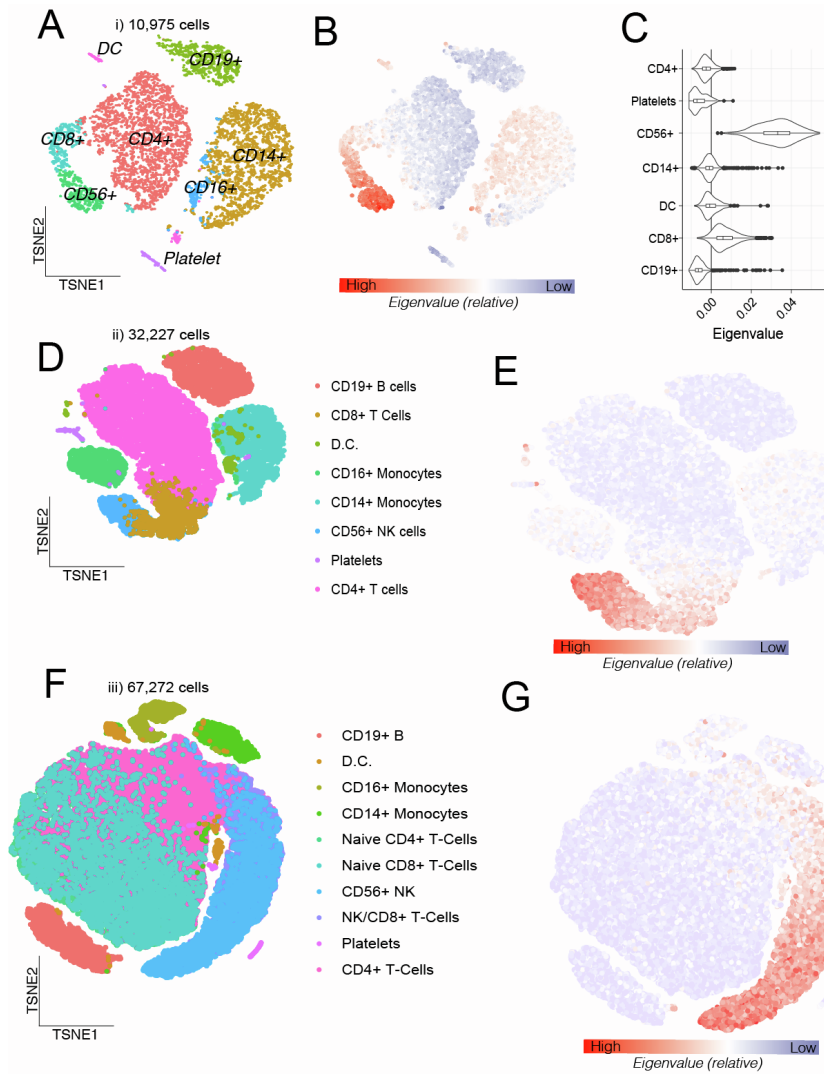 A
i) 10,975 cells
DC
CD19+
CD8+
CD4+
CD14+
CD56+
CD16+
Platelet
TSNE2
TSNE1
B
High
Low
Eigenvalue (relative)
C
CD4+
Platelets
CD56+
CD14+
DC
CD8+
CD19+
0.00
0.02
0.04
Eigenvalue
D
ii) 32,227 cells
TSNE2
TSNE1
CD19+ B cells
CD8+ T Cells
D.C.
CD16+ Monocytes
CD14+ Monocytes
CD56+ NK cells
Platelets
CD4+ T cells
E
High
Low
Eigenvalue (relative)
F
iii) 67,272 cells
TSNE2
TSNE1
CD19+ B
D.C.
CD16+ Monocytes
CD14+ Monocytes
Naive CD4+ T-Cells
Naive CD8+ T-Cells
CD56+ NK
NK/CD8+ T-Cells
Platelets
CD4+ T-Cells
G
High
Low
Eigenvalue (relative)